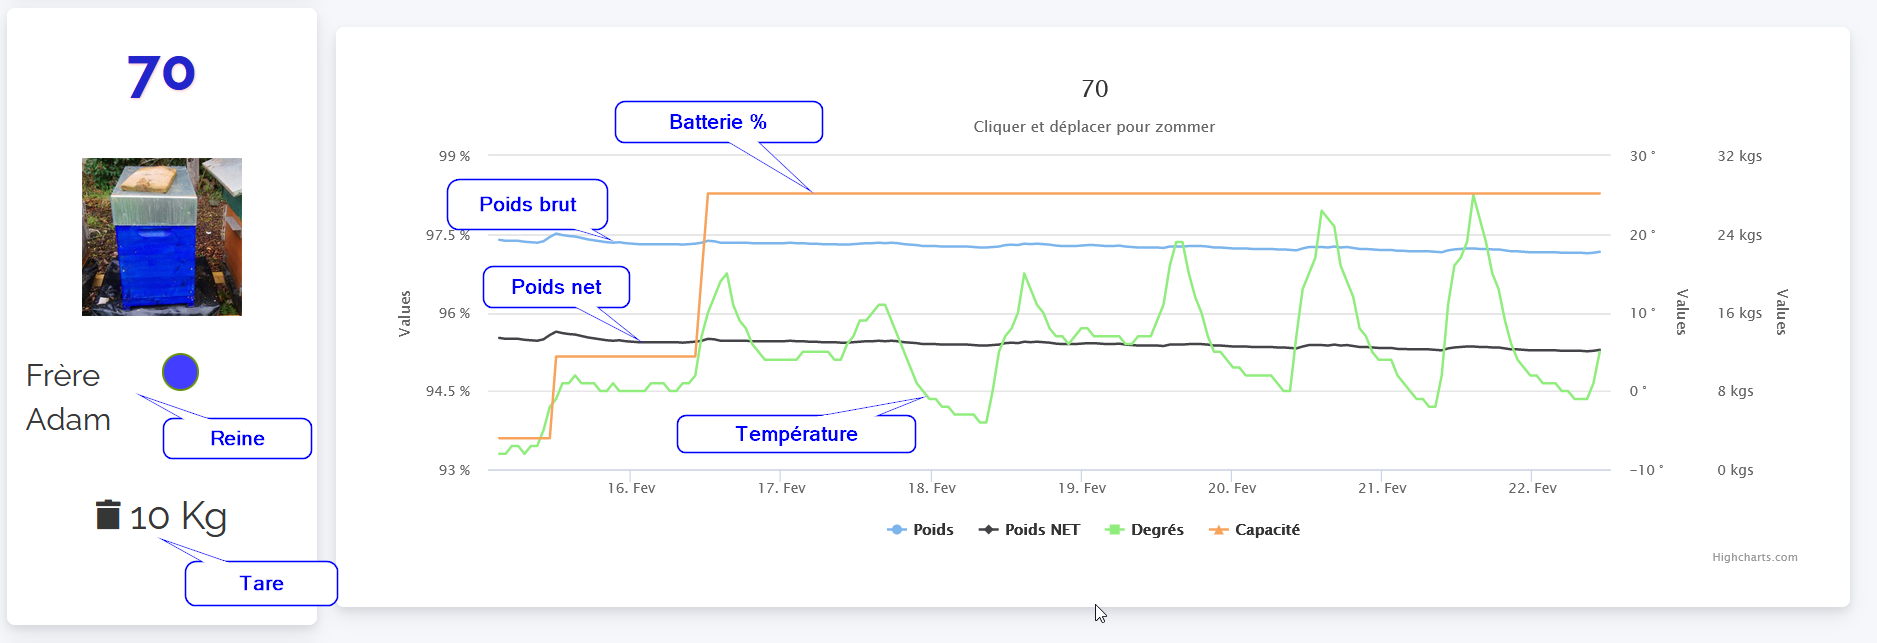 70
Frère
Adam
Reine
10 Kg
Tare
70
Cliquer et déplacer pour zommer
Batterie %
Poids brut
Poids net
Température
99 %
97.5 %
96 %
94.5 %
93 %
Values
30 °
20 °
10 °
0 °
−10 °
Values
32 kgs
24 kgs
16 kgs
8 kgs
0 kgs
Values
16. Fev
17. Fev
18. Fev
19. Fev
20. Fev
21. Fev
22. Fev
Poids
Poids NET
Degrés
Capacité
Highcharts.com